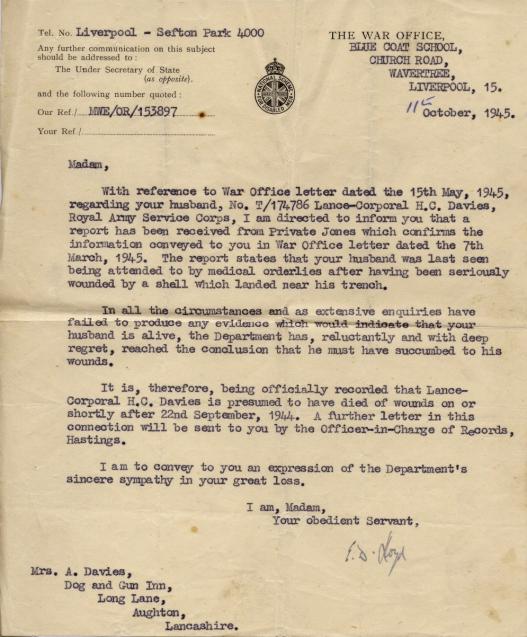 Tel. No. Liverpool - Sefton Park 4000
Any further communication on this subject
should be addressed to :
The Under Secretary of State
(as opposite).
and the following number quoted :
Our Ref./ MWE/OR/153897
Your Ref./
NATIONAL SCHEME
FOR DISABLED MEN
THE WAR OFFICE,
BLUE COAT SCHOOL,
CHURCH ROAD,
WAVERTREE,
LIVERPOOL, 15.
11th October, 1945.
Madam,
With reference to War Office letter dated the 15th May, 1945,
regarding your husband, No. T/174786 Lance-Corporal H.C. Davies,
Royal Army Service Corps, I am directed to inform you that a
report has been received from Private Jones which confirms the
information conveyed to you in War Office letter dated the 7th
March, 1945. The report states that your husband was last seen
being attended to by medical orderlies after having been seriously
wounded by a shell which landed near his trench.
In all the circumstances and as extensive enquiries have
failed to produce any evidence which would indicate that your
husband is alive, the Department has, reluctantly and with deep
regret, reached the conclusion that he must have succumbed to his
wounds.
It is, therefore, being officially recorded that Lance-
Corporal H.C. Davies is presumed to have died of wounds on or
shortly after 22nd September, 1944. A further letter in this
connection will be sent to you by the Officer-in-Charge of Records,
Hastings.
I am to convey to you an expression of the Department's
sincere sympathy in your great loss.
I am, Madam,
Your obedient Servant,
Mrs. A. Davies,
Dog and Gun Inn,
Long Lane,
Aughton,
Lancashire.